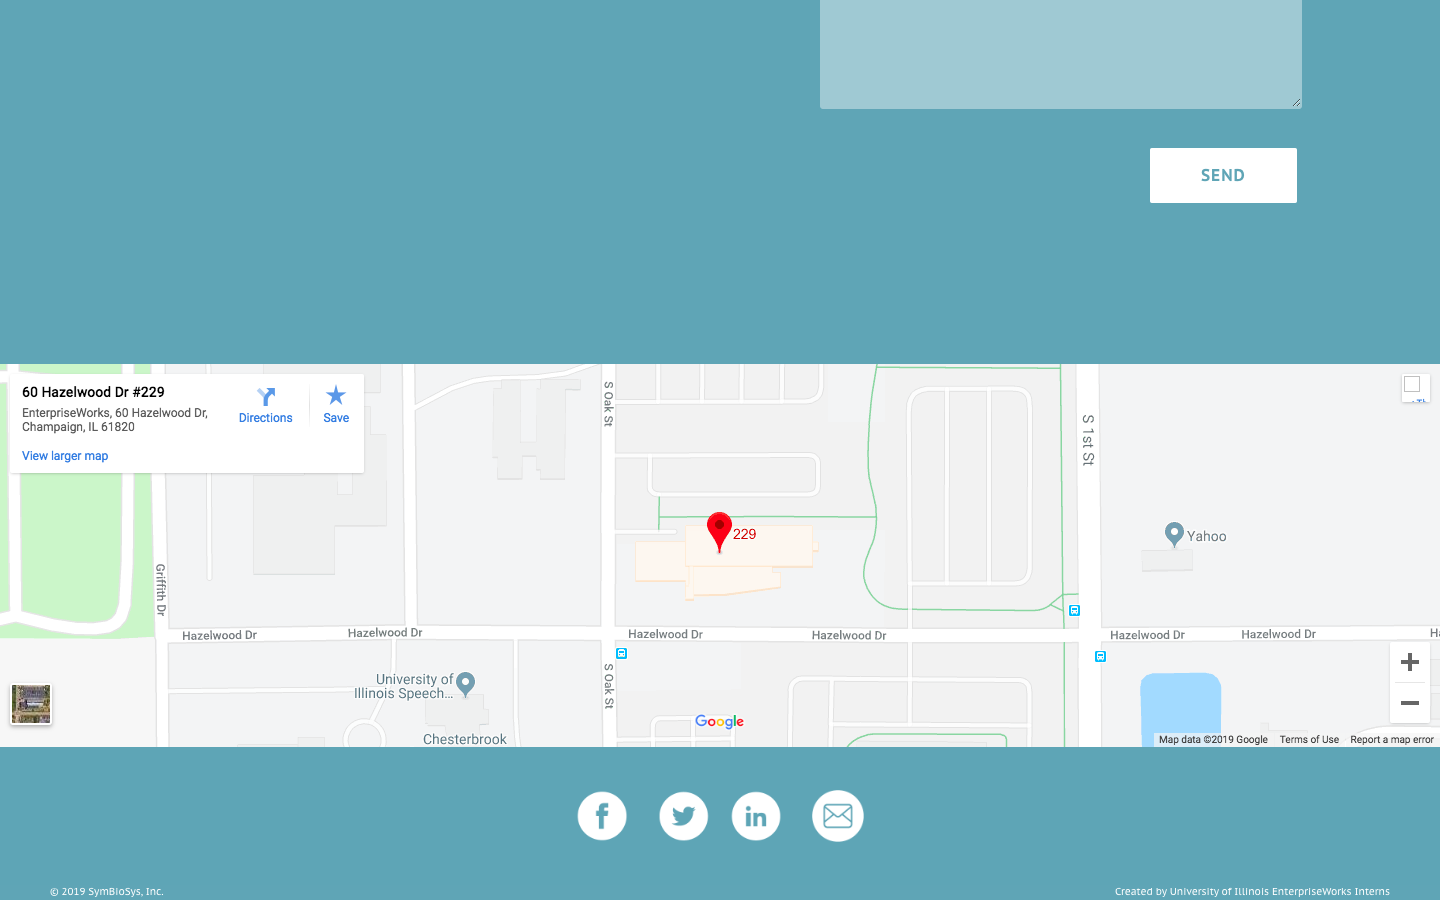 SEND
60 Hazelwood Dr #229
EnterpriseWorks, 60 Hazelwood Dr,
Champaign, IL 61820
View larger map
Directions
Save
S Oak St
S 1st St
229
Yahoo
Griffith Dr
Hazelwood Dr
Hazelwood Dr
Hazelwood Dr
Hazelwood Dr
Hazelwood Dr
Hazelwood Dr
University of
Illinois Speech...
S Oak St
Chesterbrook
Google
Map data ©2019 Google
Terms of Use
Report a map error
© 2019 SymBioSys, Inc.
Created by University of Illinois EnterpriseWorks Interns